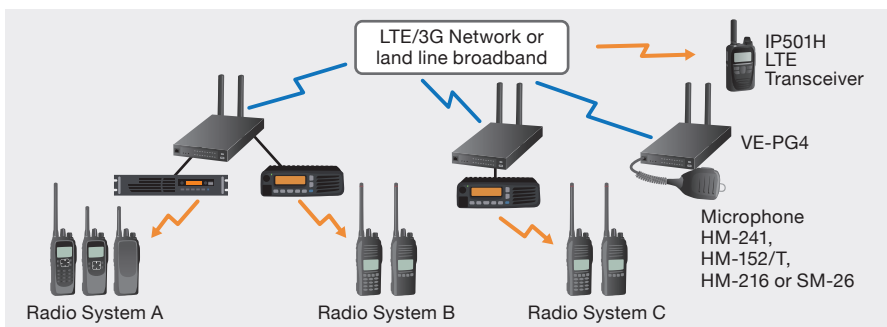 LTE/3G Network or
land line broadband
IP501H
LTE
Transceiver
VE-PG4
Microphone
HM-241,
HM-152/T,
HM-216 or SM-26
Radio System A
Radio System B
Radio System C